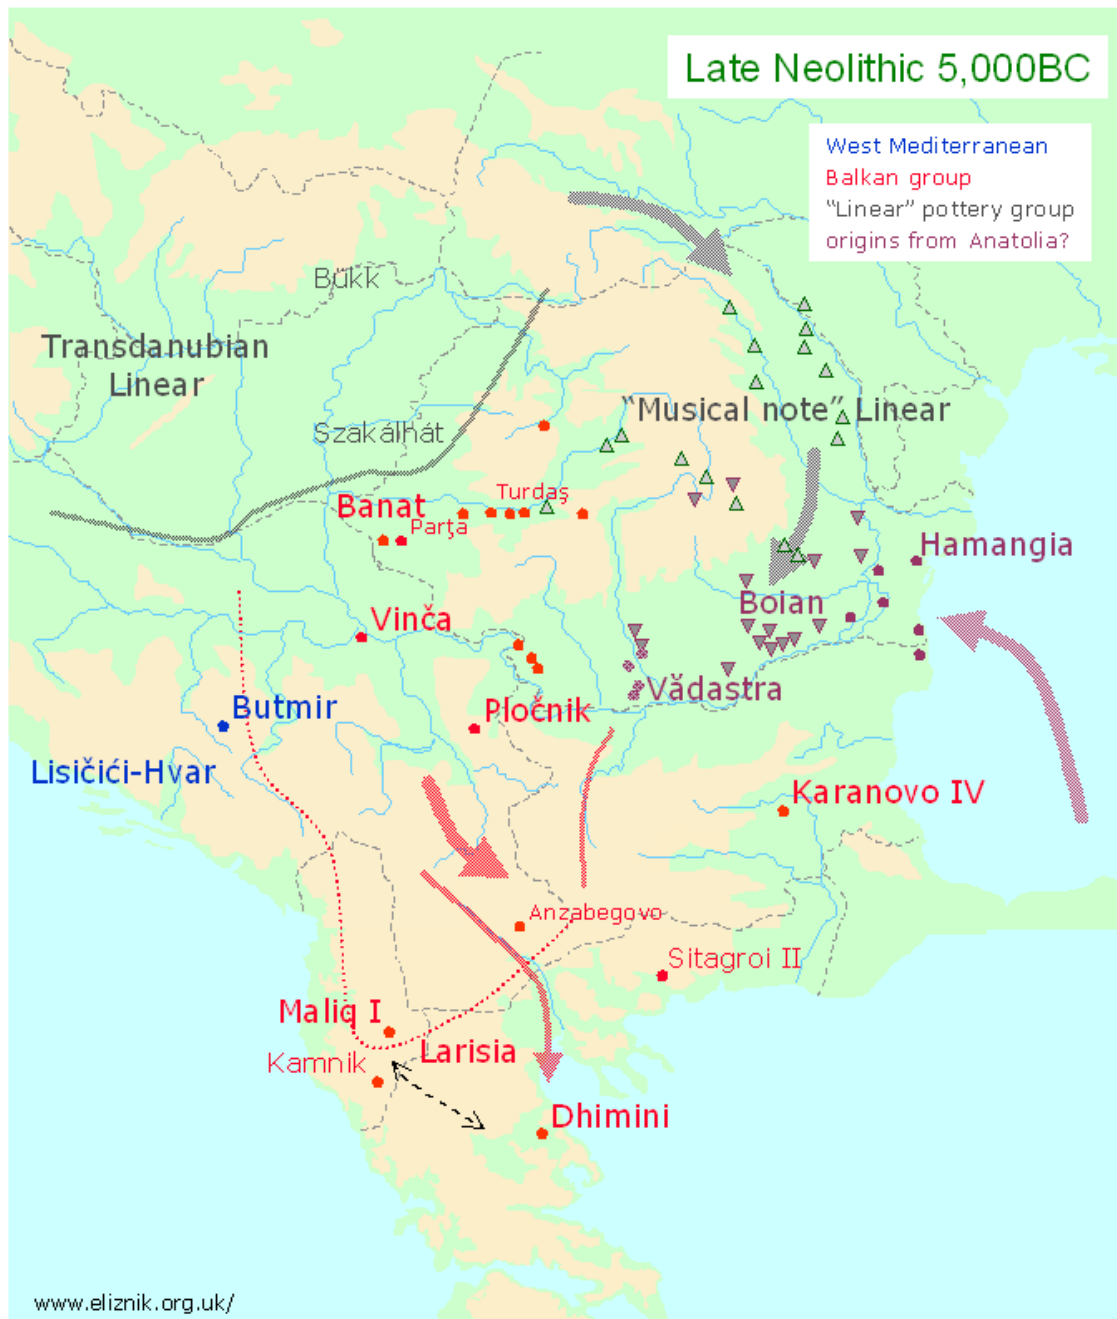 Late Neolithic 5,000BC
West Mediterranean
Balkan group
"Linear" pottery group
origins from Anatolia?
Bükk
Transdanubian
Linear
Szakálhát
"Musical note" Linear
Turdaş
Banat
Parţa
Hamangia
Boian
Vinča
Vădastra
Butmir
Pločnik
Lisičići-Hvar
Karanovo IV
Anzabegovo
Sitagroi II
Maliq I
Larisia
Kamnik
Dhimini
www.eliznik.org.uk/